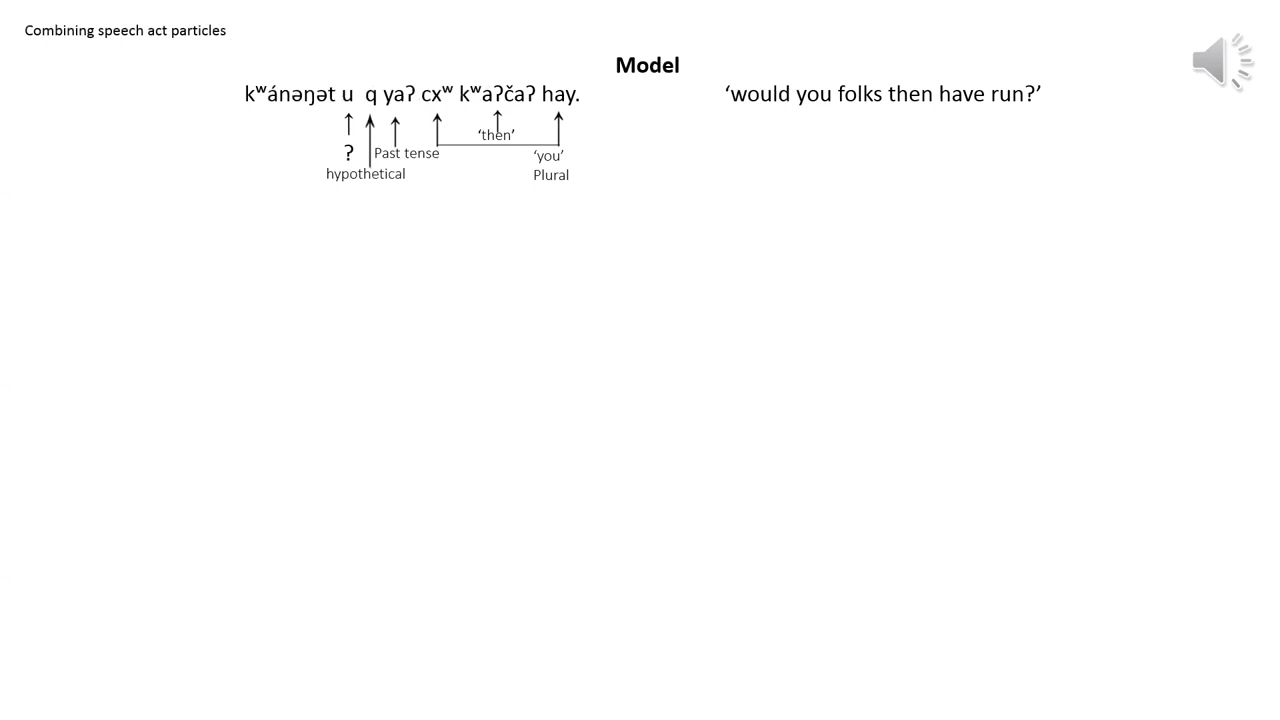 Combining speech act particles
Model
kʷánəŋət u q yaʔ cxʷ kʷaʔčaʔ hay. ‘would you folks then have run?’
‘then’
? Past tense ‘you’
hypothetical Plural